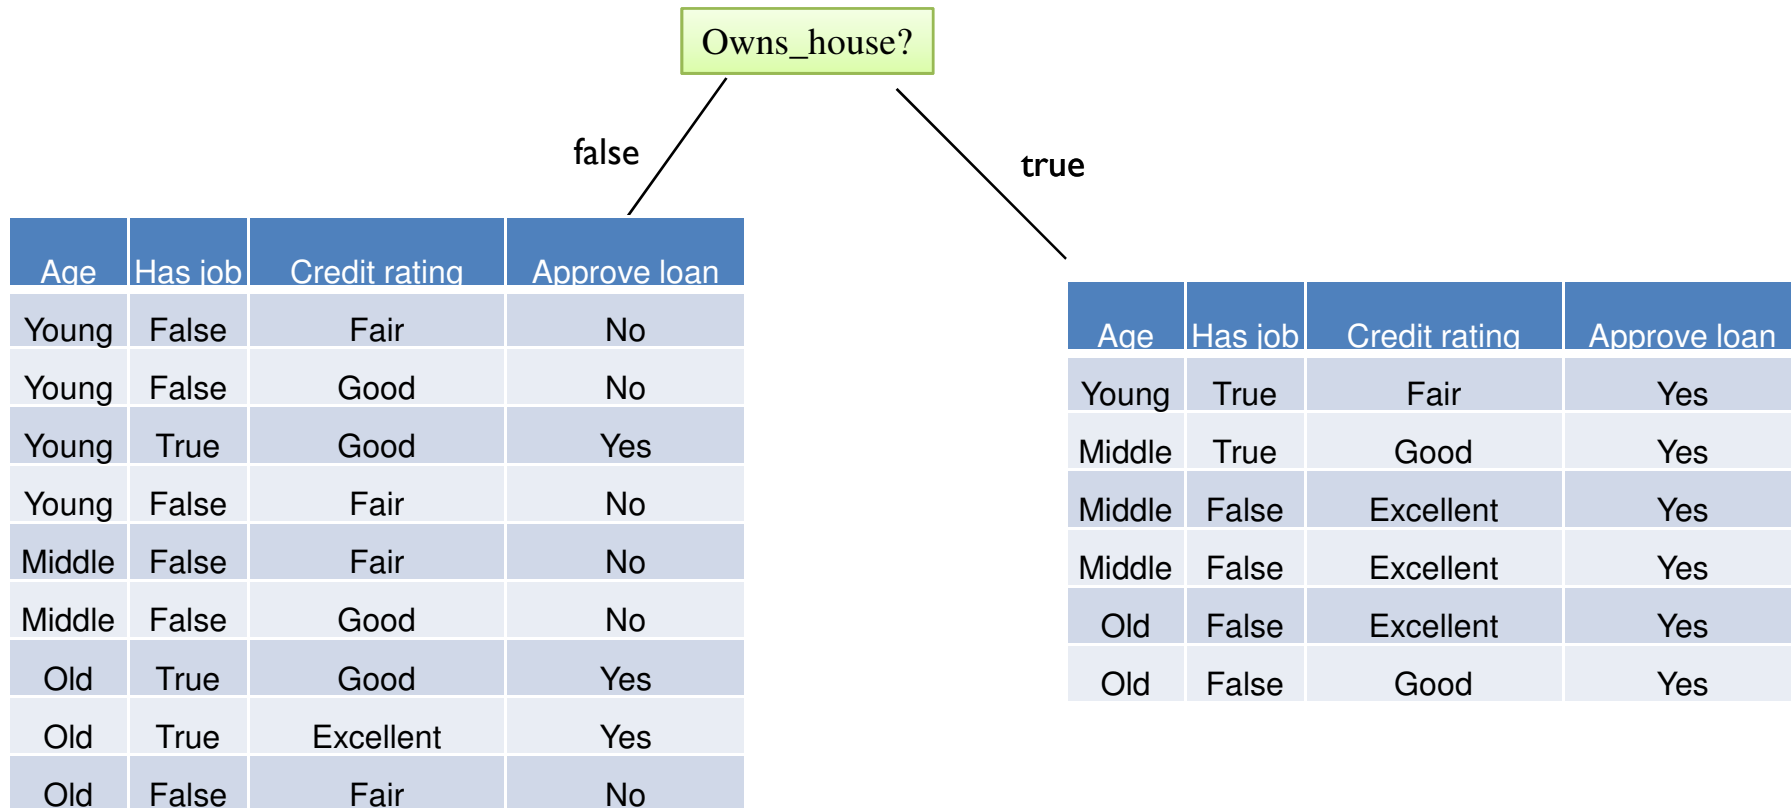 Owns_house?
false
true
Age Has job Credit rating Approve loan
Young False Fair No
Young False Good No
Young True Good Yes
Young False Fair No
Middle False Fair No
Middle False Good No
Old True Good Yes
Old True Excellent Yes
Old False Fair No
Age Has job Credit rating Approve loan
Young True Fair Yes
Middle True Good Yes
Middle False Excellent Yes
Middle False Excellent Yes
Old False Excellent Yes
Old False Good Yes